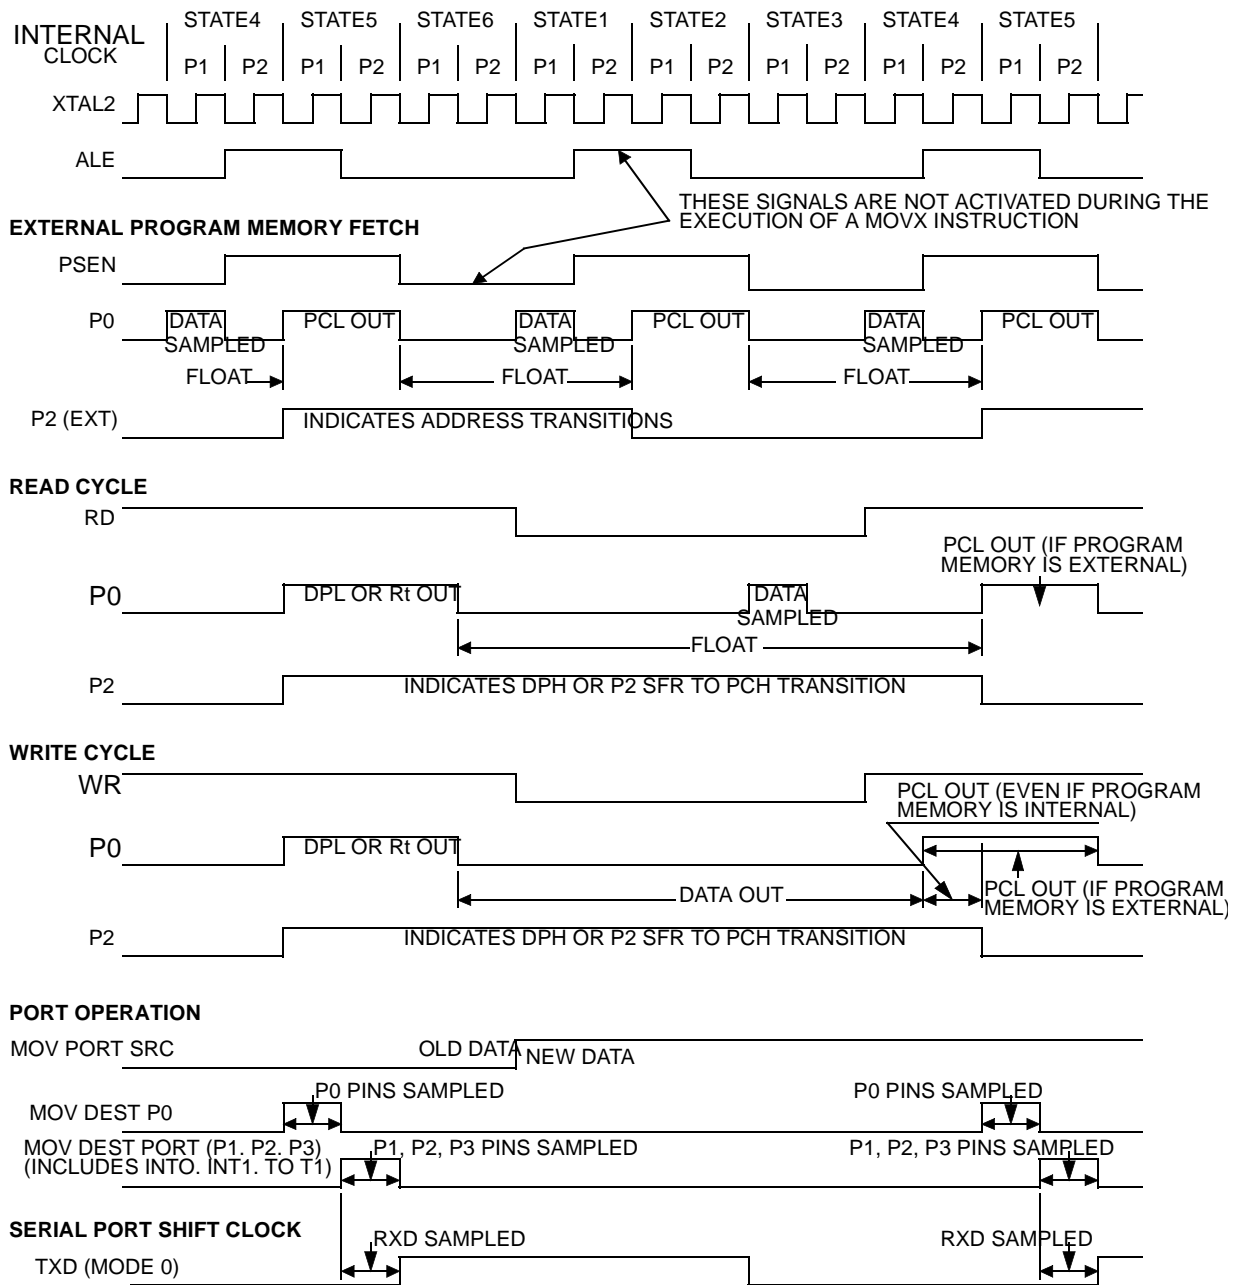 INTERNAL
CLOCK
STATE4 STATE5 STATE6 STATE1 STATE2 STATE3 STATE4 STATE5
P1 P2 P1 P2 P1 P2 P1 P2 P1 P2 P1 P2 P1 P2 P1 P2
XTAL2
ALE
THESE SIGNALS ARE NOT ACTIVATED DURING THE
EXECUTION OF A MOVX INSTRUCTION
EXTERNAL PROGRAM MEMORY FETCH
PSEN
P0 DATA PCL OUT DATA PCL OUT DATA PCL OUT
SAMPLED SAMPLED SAMPLED
FLOAT FLOAT FLOAT
P2 (EXT) INDICATES ADDRESS TRANSITIONS
READ CYCLE
RD
PCL OUT (IF PROGRAM
MEMORY IS EXTERNAL)
P0 DPL OR Rt OUT DATA
SAMPLED
FLOAT
P2 INDICATES DPH OR P2 SFR TO PCH TRANSITION
WRITE CYCLE
WR
PCL OUT (EVEN IF PROGRAM
MEMORY IS INTERNAL)
P0 DPL OR Rt OUT
DATA OUT
PCL OUT (IF PROGRAM
MEMORY IS EXTERNAL)
P2 INDICATES DPH OR P2 SFR TO PCH TRANSITION
PORT OPERATION
MOV PORT SRC OLD DATA NEW DATA
P0 PINS SAMPLED P0 PINS SAMPLED
MOV DEST P0
MOV DEST PORT (P1. P2. P3) P1, P2, P3 PINS SAMPLED P1, P2, P3 PINS SAMPLED
(INCLUDES INTO. INT1. TO T1)
SERIAL PORT SHIFT CLOCK
RXD SAMPLED RXD SAMPLED
TXD (MODE 0)